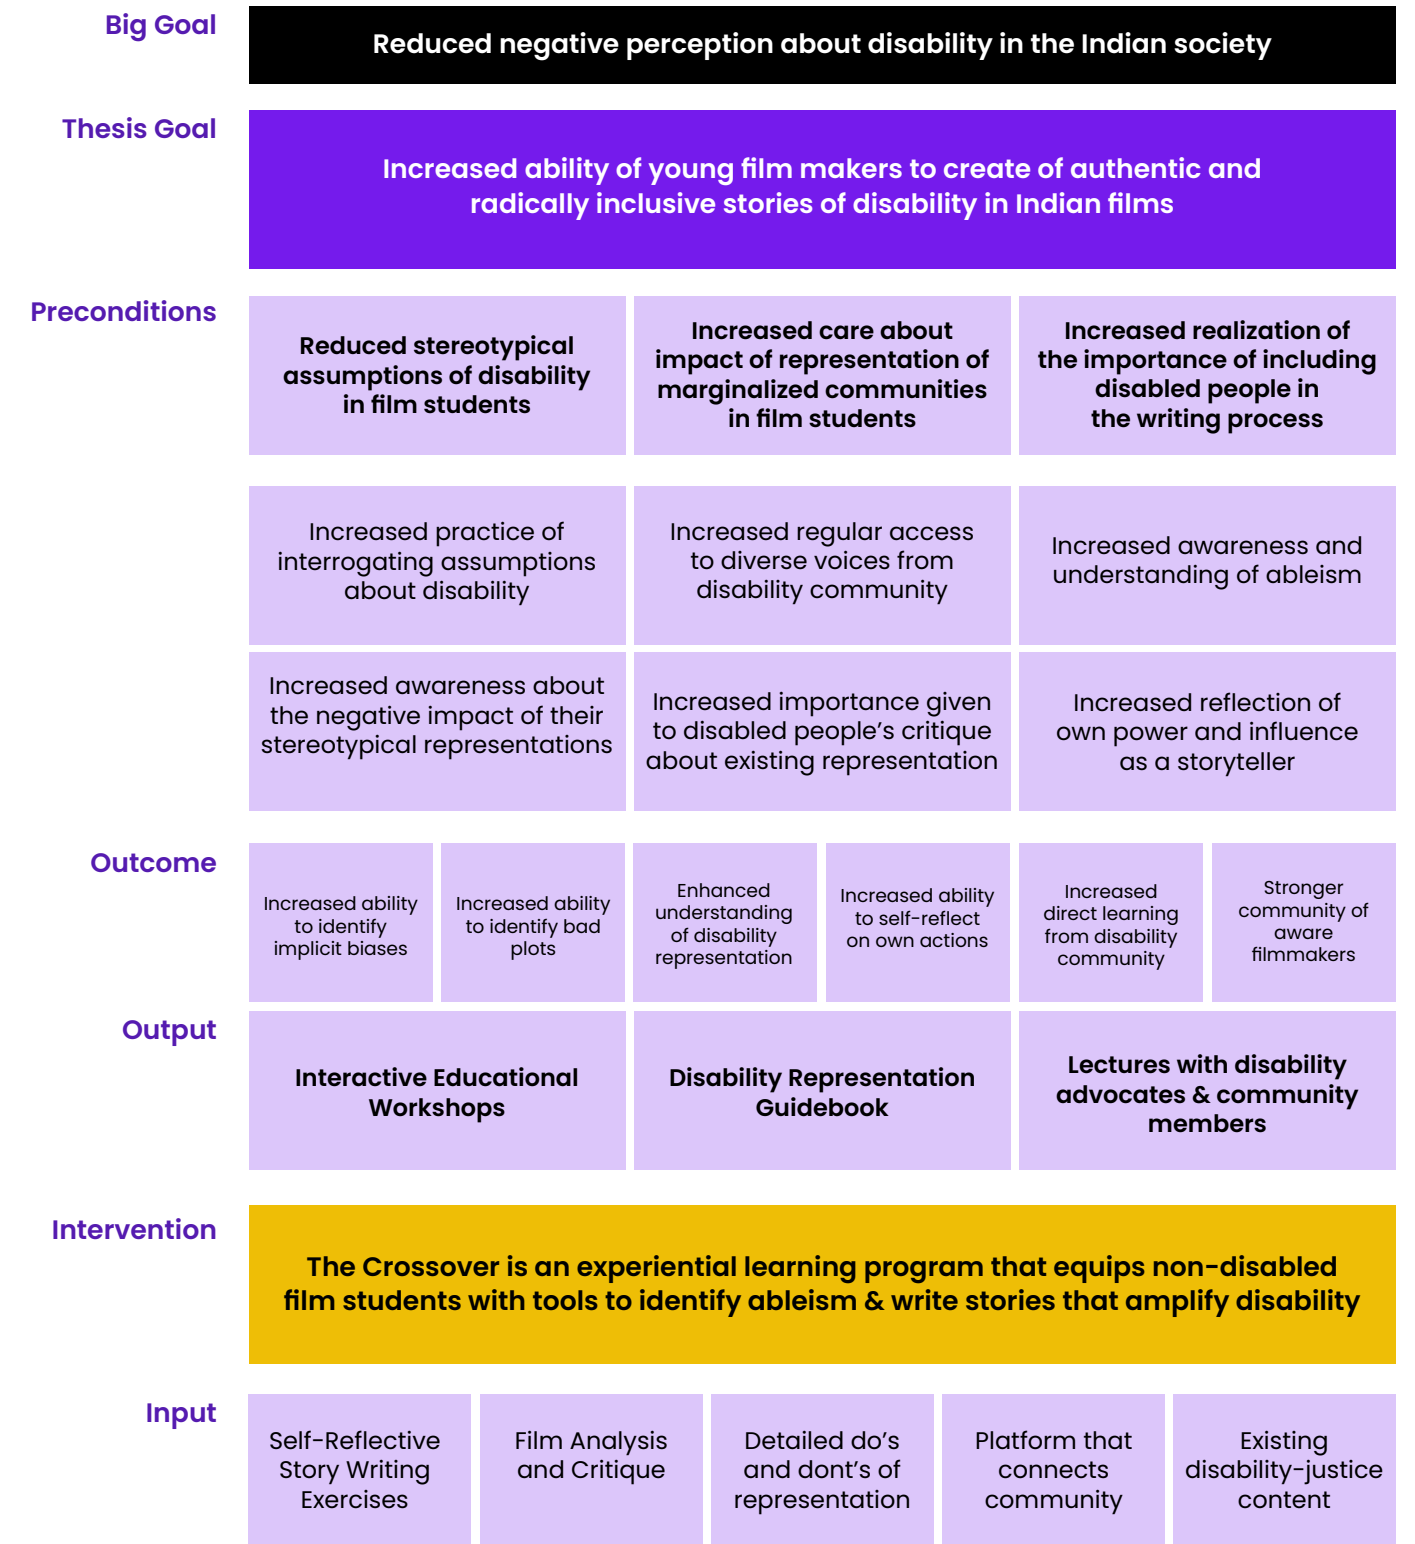 Big Goal
Reduced negative perception about disability in the Indian society
Thesis Goal
Increased ability of young film makers to create of authentic and
radically inclusive stories of disability in Indian films
Preconditions
Reduced stereotypical
assumptions of disability
in film students
Increased care about
impact of representation of
marginalized communities
in film students
Increased realization of
the importance of including
disabled people in
the writing process
Increased practice of
interrogating assumptions
about disability
Increased regular access
to diverse voices from
disability community
Increased awareness and
understanding of ableism
Increased awareness about
the negative impact of their
stereotypical representations
Increased importance given
to disabled people’s critique
about existing representation
Increased reflection of
own power and influence
as a storyteller
Outcome
Increased ability
to identify
implicit biases
Increased ability
to identify bad
plots
Enhanced
understanding
of disability
representation
Increased ability
to self-reflect
on own actions
Increased
direct learning
from disability
community
Stronger
community of
aware
filmmakers
Output
Interactive Educational
Workshops
Disability Representation
Guidebook
Lectures with disability
advocates & community
members
Intervention
The Crossover is an experiential learning program that equips non-disabled
film students with tools to identify ableism & write stories that amplify disability
Input
Self-Reflective
Story Writing
Exercises
Film Analysis
and Critique
Detailed do’s
and dont’s of
representation
Platform that
connects
community
Existing
disability-justice
content